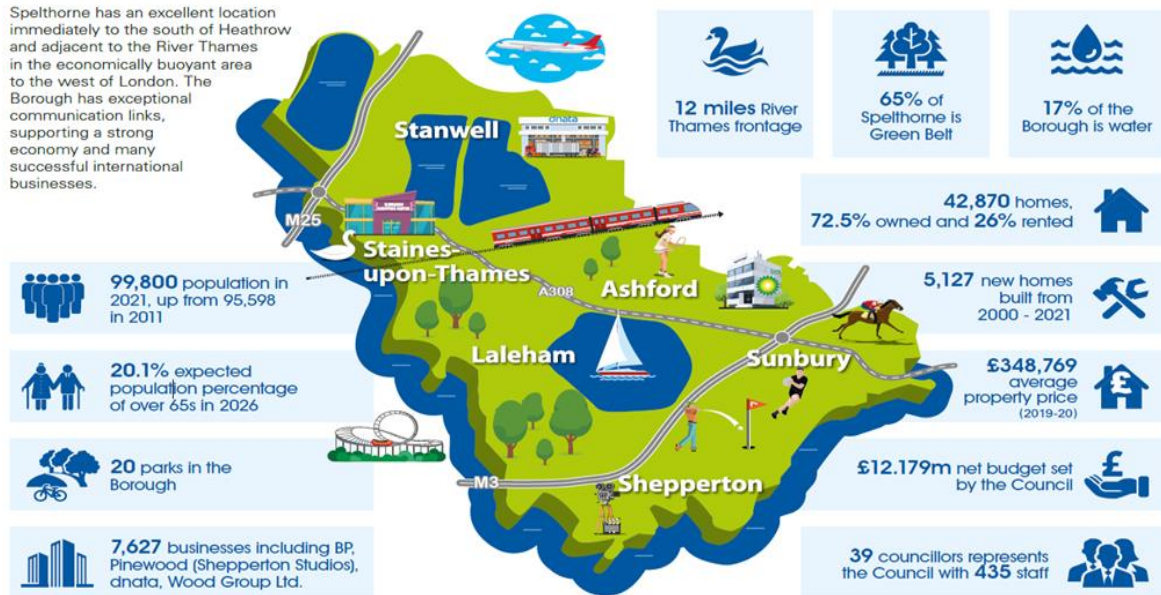 Spelthorne has an excellent location
immediately to the south of Heathrow
and adjacent to the River Thames
in the economically buoyant area
to the west of London. The
Borough has exceptional
communication links,
supporting a strong
economy and many
successful international
businesses.
12 miles River
Thames frontage
65% of
Spelthorne is
Green Belt
17% of the
Borough is water
dnata
Stanwell
42,870 homes,
72.5% owned and 26% rented
M25
Staines-
upon-Thames
99,800 population in
2021, up from 95,598
in 2011
A308
Ashford
bp
5,127 new homes
built from
2000 - 2021
Laleham
Sunbury
20.1% expected
population percentage
of over 65s in 2026
£348,769
average
property price
(2019-20)
20 parks in the
Borough
M3
Shepperton
£12.179m net budget set
by the Council
7,627 businesses including BP,
Pinewood (Shepperton Studios),
dnata, Wood Group Ltd.
39 councillors represents
the Council with 435 staff